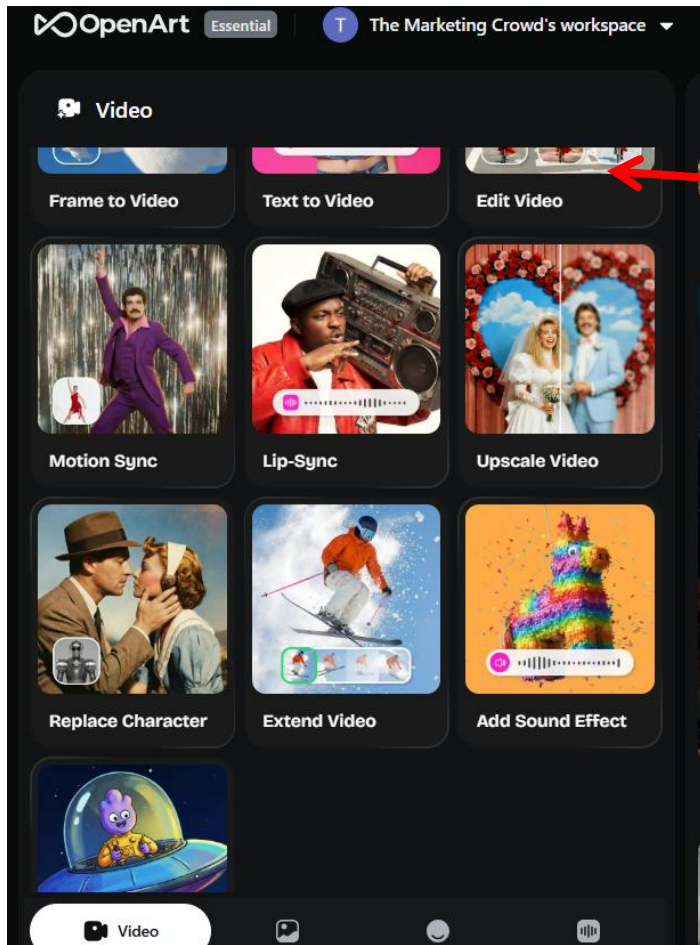 OpenArt Essential T The Marketing Crowd's workspace
Video
Frame to Video Text to Video Edit Video
Motion Sync Lip-Sync Upscale Video
Replace Character Extend Video Add Sound Effect
Video